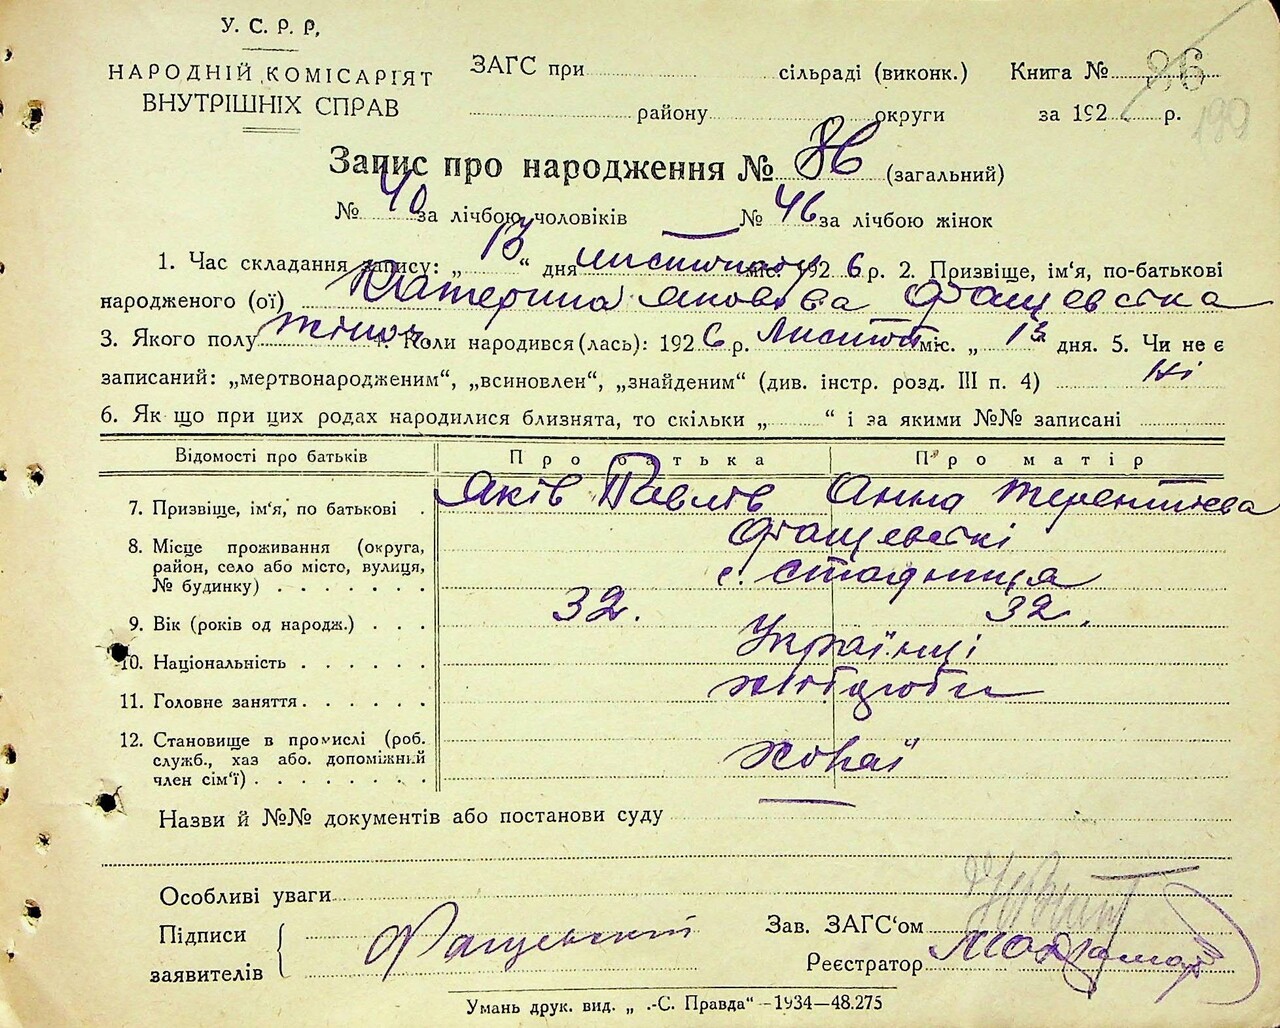 У. С. Р. Р.
НАРОДНІЙ КОМІСАРІЯТ
ВНУТРІШНІХ СПРАВ
ЗАГС при сільраді (виконк.) Книга № 86
району округи за 192 р. 190
Запис про народження № 86 (загальний)
№ 40 за лічбою чоловіків № 46 за лічбою жінок
1. Час складання запису: „ 13 “ дня листопаду міс. 1926 р. 2. Призвіще, ім'я, по-батькові
народженого (ої) Катерина Яковева Фащевська
3. Якого полу жіноч 4. Коли народився (лась): 1926 р. Листоп міс. „ 13 дня. 5. Чи не є
записаний: „мертвонародженим“, „всиновлен“, „знайденим“ (див. інстр. розд. III п. 4) Ні
6. Як що при цих родах народилися близнята, то скільки „ “ і за якими №№ записані
Відомості про батьків Про батька Про матір
7. Призвіще, ім'я, по батькові . Яків Павлів Анна Терентієва
Фащевські
8. Місце проживання (округа,
район, село або місто, вулиця,
№ будинку) . . . . . . . с. Стадниця
9. Вік (років од народж.) . . . 32. 32.
10. Національність . . . . . . Українці
11. Головне заняття . . . . . . хлібороби
12. Становище в промислі (роб.
служб., хаз або. допоміжний
член сім'ї) . . . . . . . . хозаї
Назви й №№ документів або постанови суду
Особливі уваги
Підписи
заявителів Фащевский
Зав. ЗАГС'ом
Реєстратор
Умань друк. вид. „ .-С. Правда“ -1934—48.275